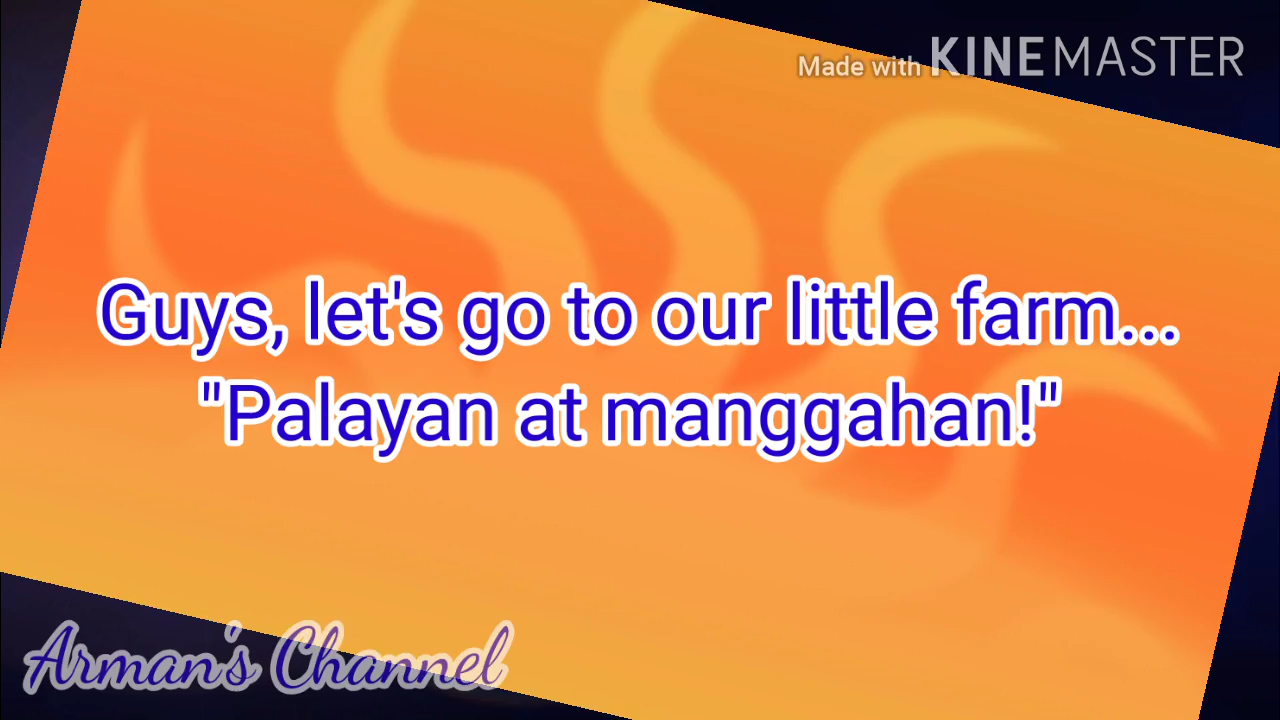 Made with KINEMASTER
Guys, let's go to our little farm...
"Palayan at manggahan!"
Arman's Channel